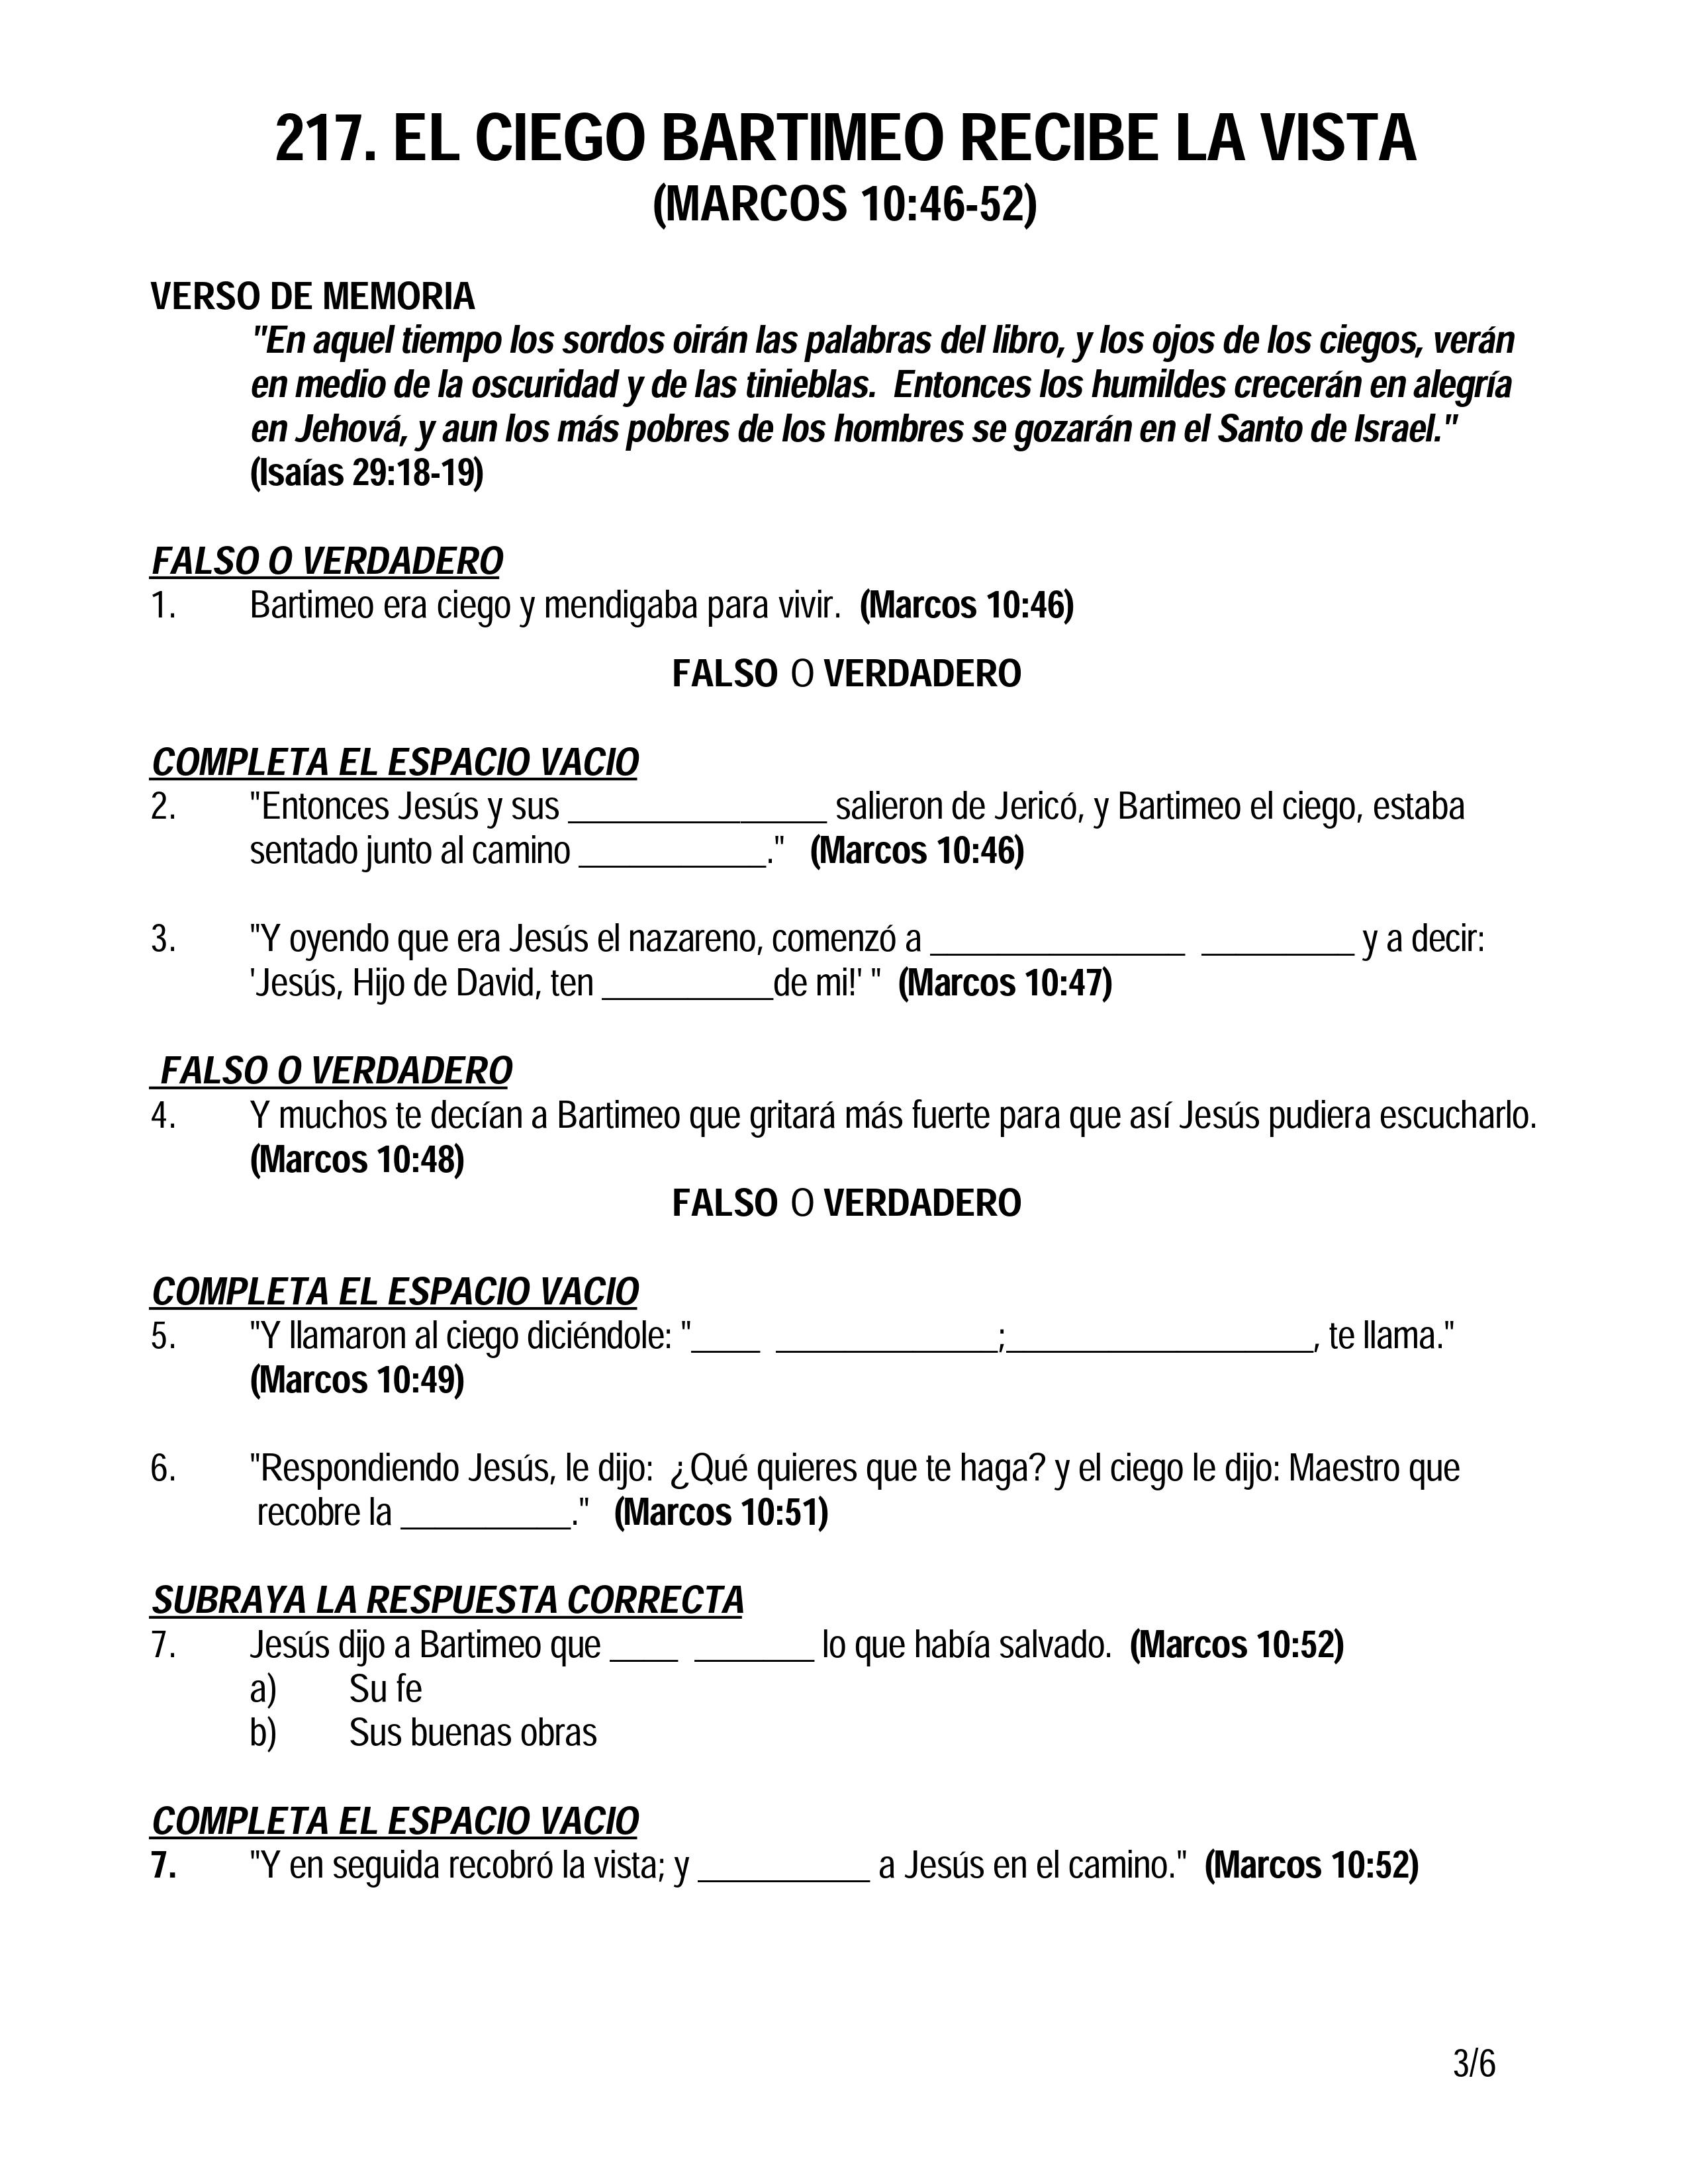 217. EL CIEGO BARTIMEO RECIBE LA VISTA
(MARCOS 10:46-52)
VERSO DE MEMORIA
"En aquel tiempo los sordos oirán las palabras del libro, y los ojos de los ciegos, verán
en medio de la oscuridad y de las tinieblas. Entonces los humildes crecerán en alegría
en Jehová, y aun los más pobres de los hombres se gozarán en el Santo de Israel."
(Isaías 29:18-19)
FALSO O VERDADERO
1. Bartimeo era ciego y mendigaba para vivir. (Marcos 10:46)
FALSO O VERDADERO
COMPLETA EL ESPACIO VACIO
2. "Entonces Jesús y sus _______________ salieron de Jericó, y Bartimeo el ciego, estaba
sentado junto al camino ___________." (Marcos 10:46)
3. "Y oyendo que era Jesús el nazareno, comenzó a _______________ _________ y a decir:
'Jesús, Hijo de David, ten __________de mi!' " (Marcos 10:47)
FALSO O VERDADERO
4. Y muchos te decían a Bartimeo que gritará más fuerte para que así Jesús pudiera escucharlo.
(Marcos 10:48)
FALSO O VERDADERO
COMPLETA EL ESPACIO VACIO
5. "Y llamaron al ciego diciéndole: "____ _____________;__________________, te llama."
(Marcos 10:49)
6. "Respondiendo Jesús, le dijo: ¿Qué quieres que te haga? y el ciego le dijo: Maestro que
recobre la __________." (Marcos 10:51)
SUBRAYA LA RESPUESTA CORRECTA
7. Jesús dijo a Bartimeo que ____ _______ lo que había salvado. (Marcos 10:52)
a) Su fe
b) Sus buenas obras
COMPLETA EL ESPACIO VACIO
7. "Y en seguida recobró la vista; y __________ a Jesús en el camino." (Marcos 10:52)
3/6